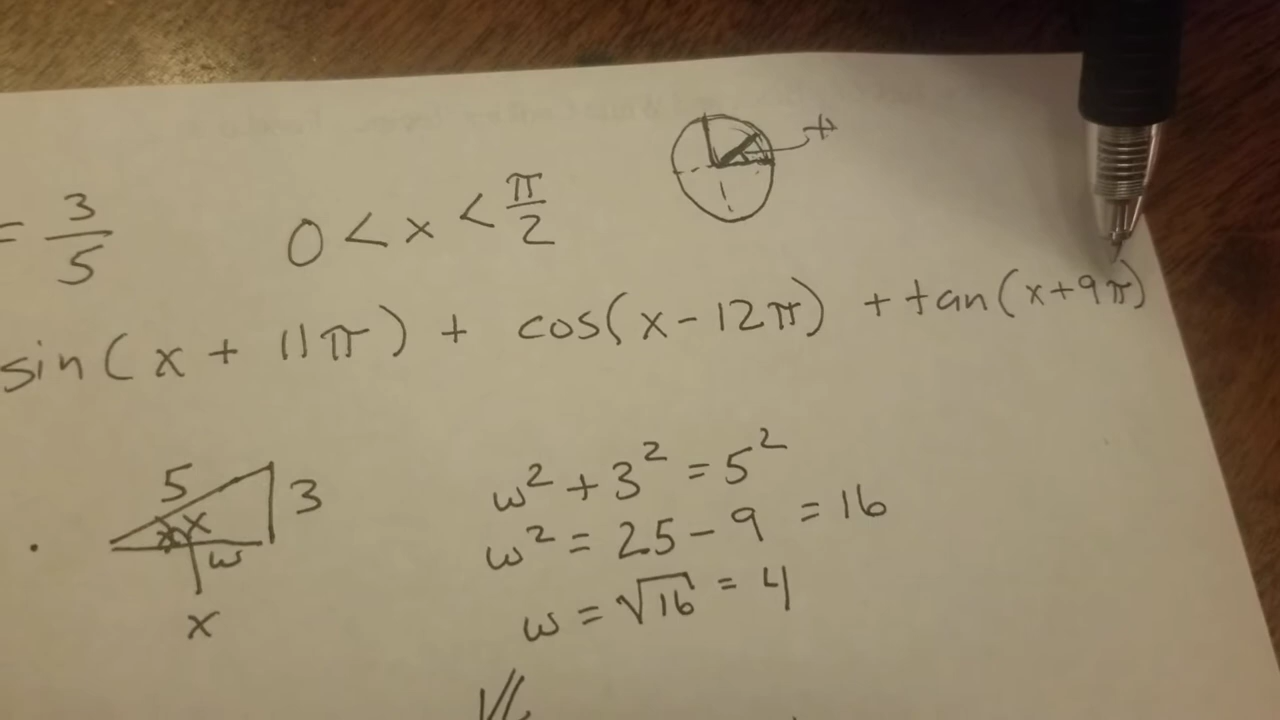 = 3/5 0 < x < π/2 x
sin(x + 11π) + cos(x - 12π) + tan(x+9π)
5 3
x w
x
w² + 3² = 5²
w² = 25 - 9 = 16
w = √16 = 4